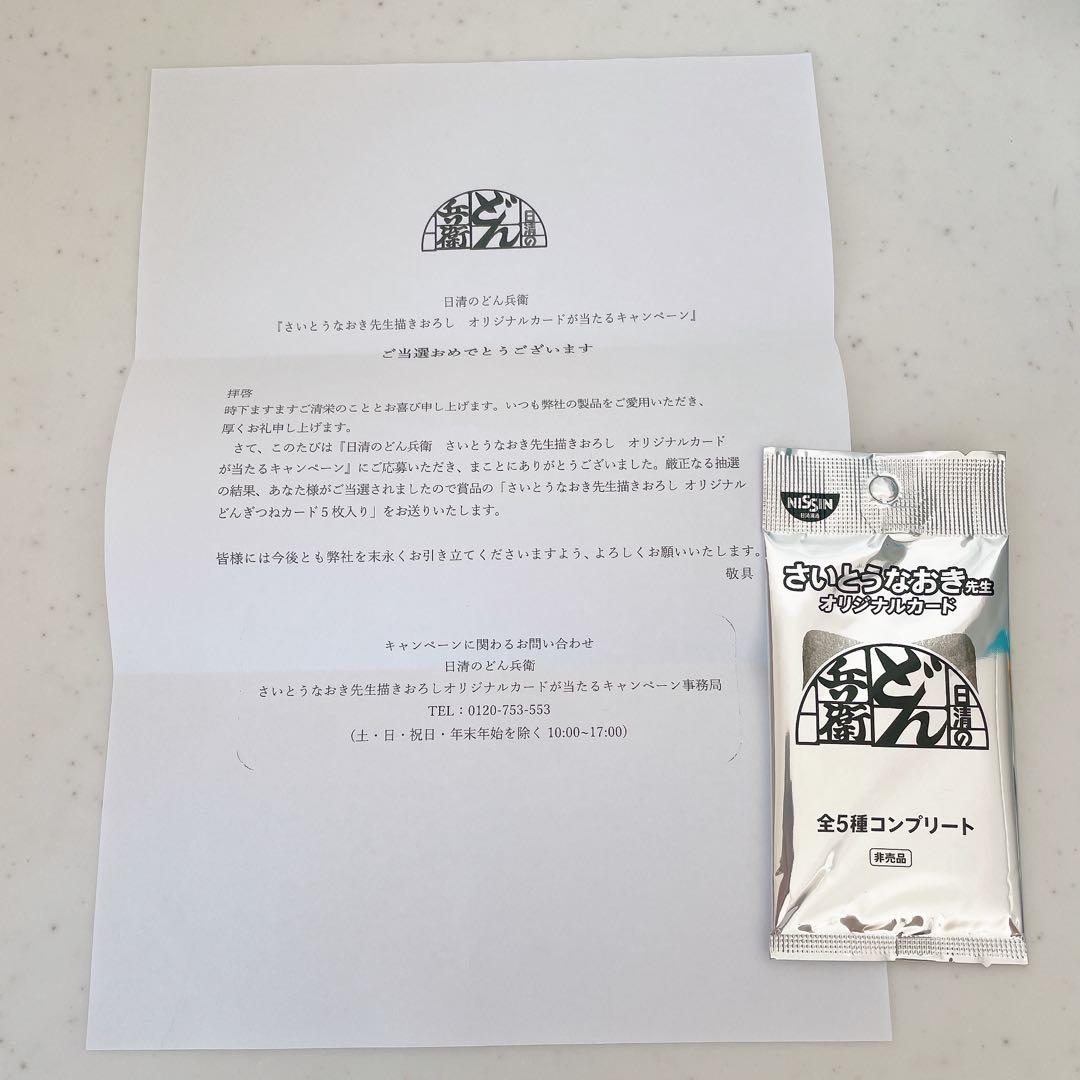 日清の
どん
兵衛
日清のどん兵衛
『さいとうなおき先生描きおろし　オリジナルカードが当たるキャンペーン』
ご当選おめでとうございます
拝啓
時下ますますご清栄のこととお喜び申し上げます。いつも弊社の製品をご愛用いただき、
厚くお礼申し上げます。
　さて、このたびは『日清のどん兵衛　さいとうなおき先生描きおろし　オリジナルカード
が当たるキャンペーン』にご応募いただき、まことにありがとうございました。厳正なる抽選
の結果、あなた様がご当選されましたので賞品の「さいとうなおき先生描きおろし オリジナル
どんぎつねカード5枚入り」をお送りいたします。
皆様には今後とも弊社を末永くお引き立てくださいますよう、よろしくお願いいたします。
敬具
キャンペーンに関わるお問い合わせ
日清のどん兵衛
さいとうなおき先生描きおろしオリジナルカードが当たるキャンペーン事務局
TEL：0120-753-553
（土・日・祝日・年末年始を除く 10:00~17:00）
NISSIN
日清食品
さいとうなおき先生
オリジナルカード
日清の
どん
兵衛
全5種コンプリート
非売品